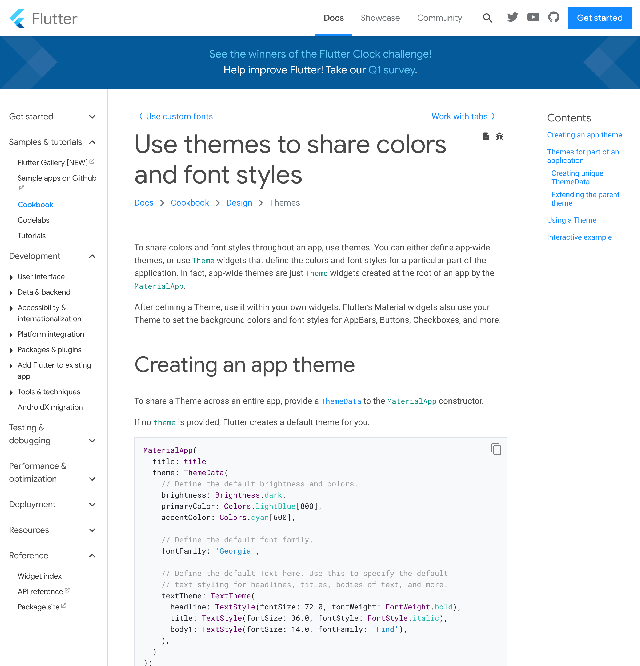 Flutter
Docs
Showcase
Community
Get started
See the winners of the Flutter Clock challenge!
Help improve Flutter! Take our Q1 survey.
Get started
Samples & tutorials
Flutter Gallery [NEW]
Sample apps on Github
Cookbook
Codelabs
Tutorials
Development
User interface
Data & backend
Accessibility &
internationalization
Platform integration
Packages & plugins
Add Flutter to existing
app
Tools & techniques
AndroidX migration
Testing &
debugging
Performance &
optimization
Deployment
Resources
Reference
Widget index
API reference
Package site
‹ Use custom fonts
Work with tabs ›
Use themes to share colors
and font styles
Docs > Cookbook > Design > Themes
To share colors and font styles throughout an app, use themes. You can either define app-wide
themes, or use Theme widgets that define the colors and font styles for a particular part of the
application. In fact, app-wide themes are just Theme widgets created at the root of an app by the
MaterialApp.
After defining a Theme, use it within your own widgets. Flutter's Material widgets also use your
Theme to set the background colors and font styles for AppBars, Buttons, Checkboxes, and more.
Creating an app theme
To share a Theme across an entire app, provide a ThemeData to the MaterialApp constructor.
If no theme is provided, Flutter creates a default theme for you.
MaterialApp(
title: title,
theme: ThemeData(
// Define the default brightness and colors.
brightness: Brightness.dark,
primaryColor: Colors.lightBlue[800],
accentColor: Colors.cyan[600],
// Define the default font family.
fontFamily: 'Georgia',
// Define the default Text Theme. Use this to specify the default
// text styling for headlines, titles, bodies of text, and more.
textTheme: TextTheme(
headline: TextStyle(fontSize: 72.0, fontWeight: FontWeight.bold),
title: TextStyle(fontSize: 36.0, fontStyle: FontStyle.italic),
body1: TextStyle(fontSize: 14.0, fontFamily: 'Hind'),
),
)
);
Contents
Creating an app theme
Themes for part of an
application
Creating unique
ThemeData
Extending the parent
theme
Using a Theme
Interactive example